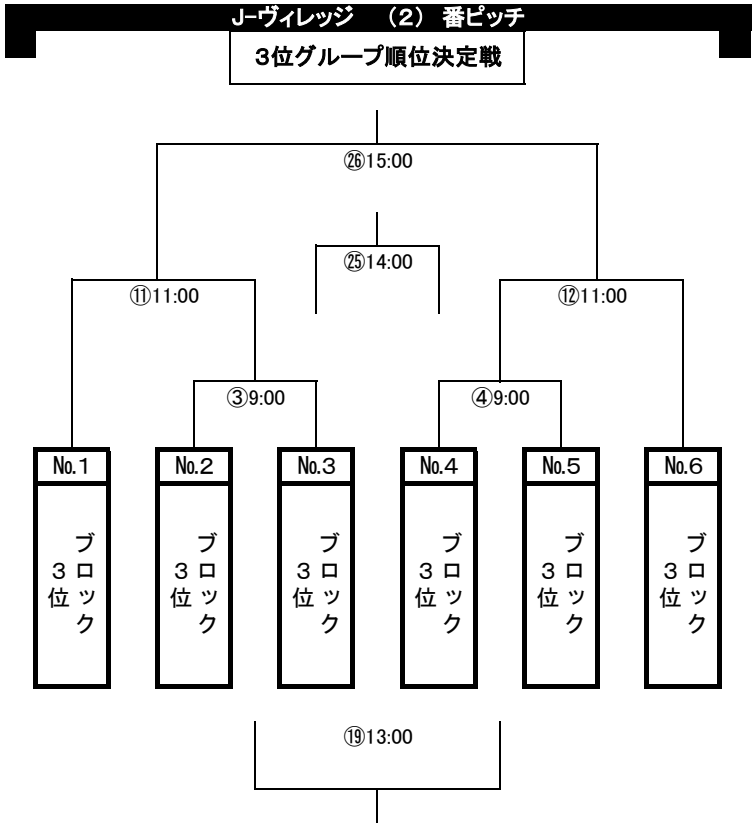 J-ヴィレッジ （２） 番ピッチ
３位グループ順位決定戦
㉖15:00
㉕14:00
⑪11:00
⑫11:00
③9:00
④9:00
№.1
№.2
№.3
№.4
№.5
№.6
ブロック
３位
ブロック
３位
ブロック
３位
ブロック
３位
ブロック
３位
ブロック
３位
⑲13:00